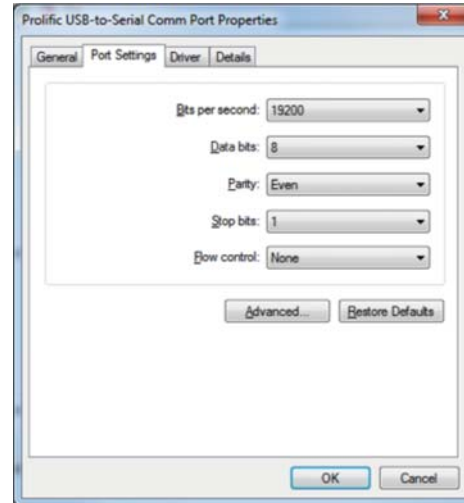 Prolific USB-to-Serial Comm Port Properties
General Port Settings Driver Details
Bits per second: 19200
Data bits: 8
Parity: Even
Stop bits: 1
Flow control: None
Advanced... Restore Defaults
OK Cancel